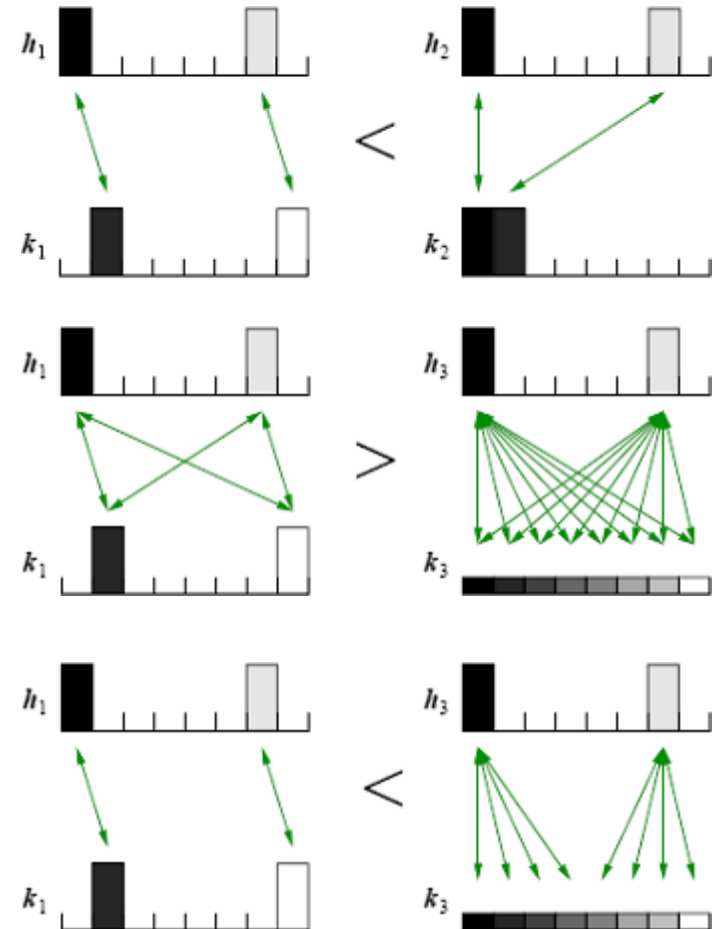 h₁ h₂
<
k₁ k₂
h₁ h₃
>
k₁ k₃
h₁ h₃
<
k₁ k₃